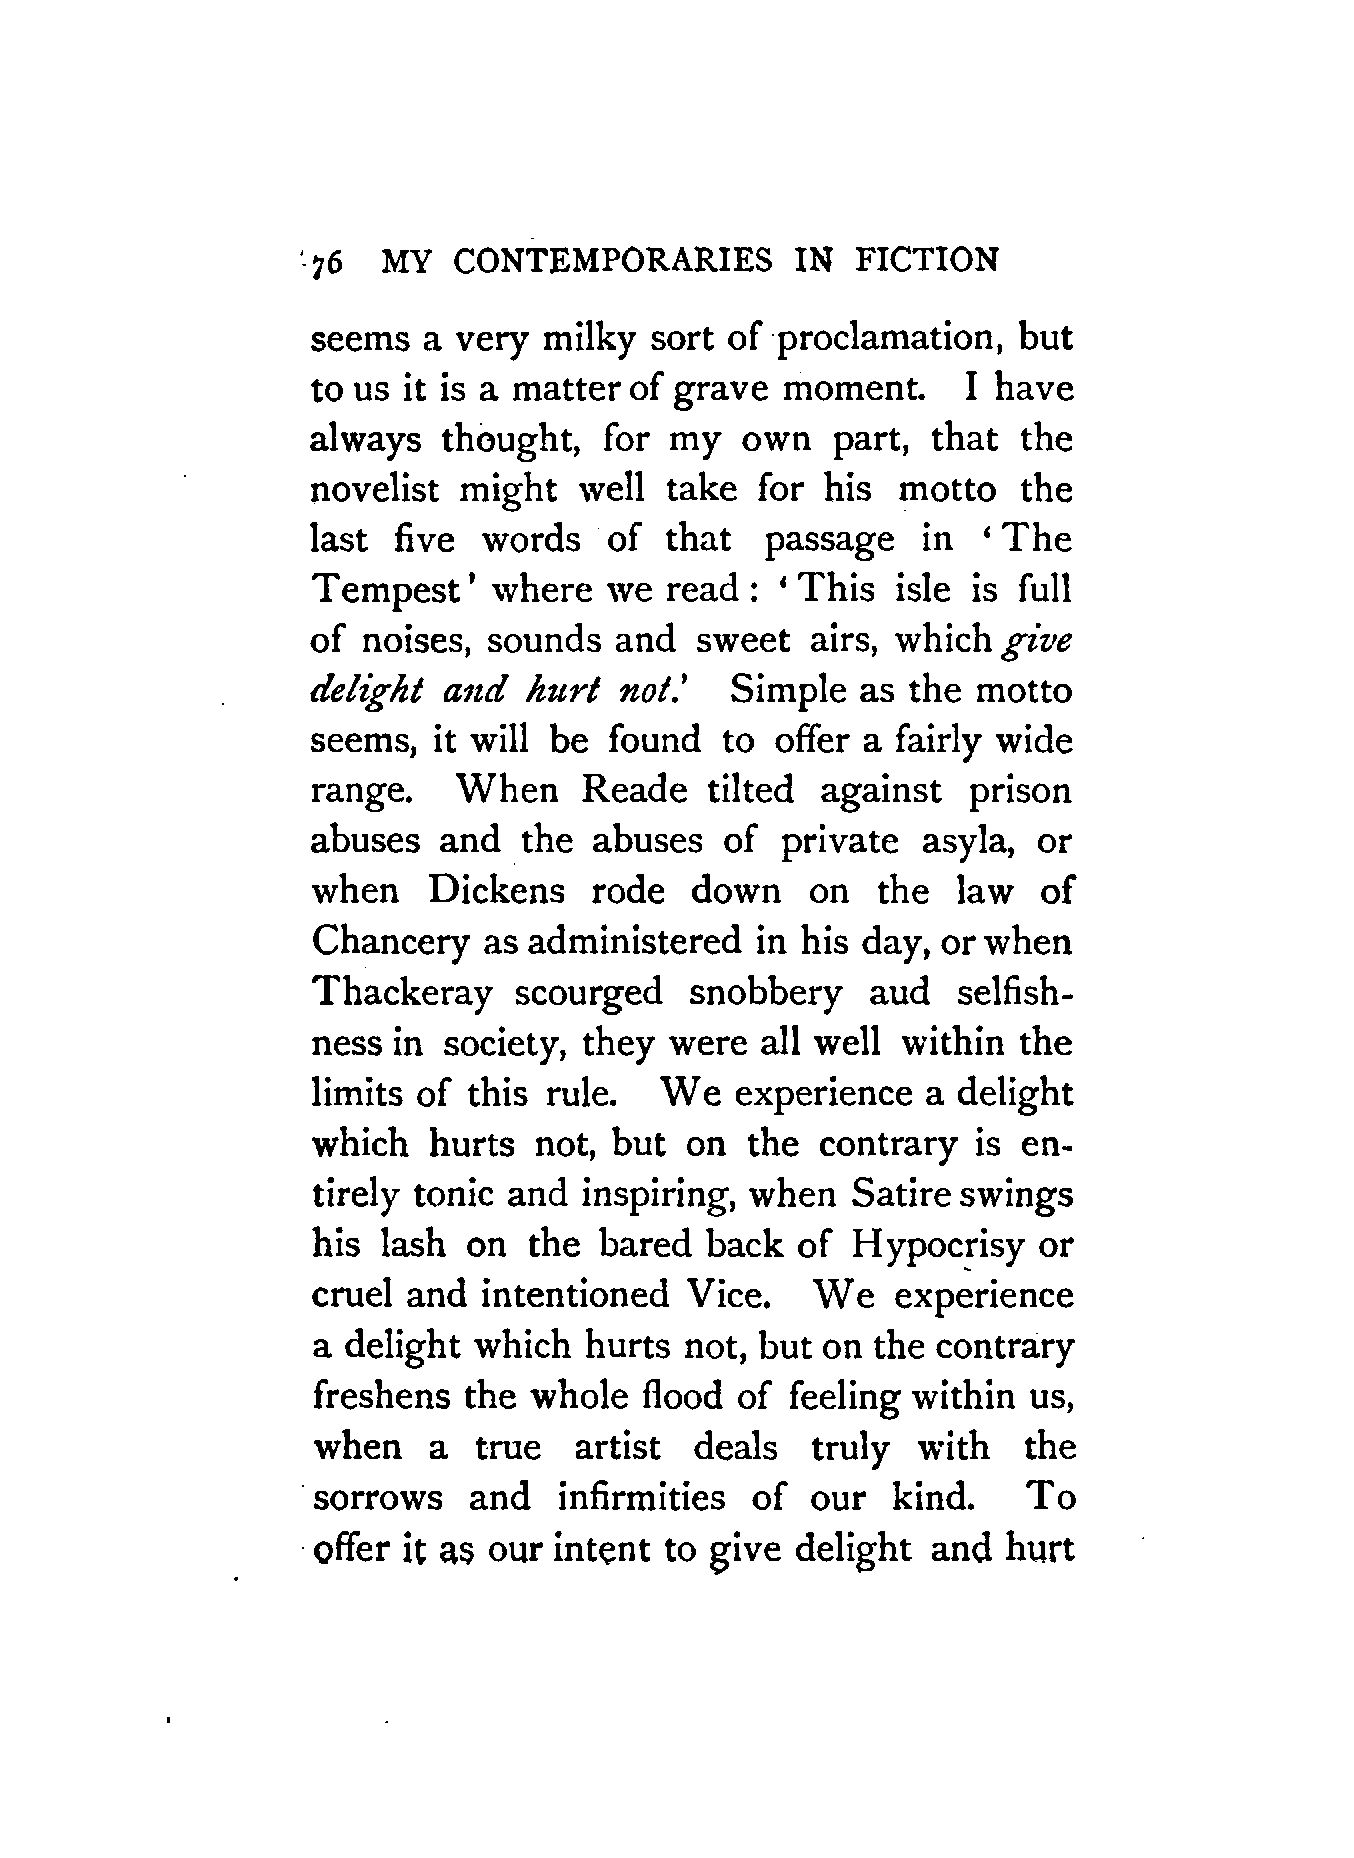 76 MY CONTEMPORARIES IN FICTION
seems a very milky sort of proclamation, but
to us it is a matter of grave moment. I have
always thought, for my own part, that the
novelist might well take for his motto the
last five words of that passage in ‘ The
Tempest’ where we read : ‘ This isle is full
of noises, sounds and sweet airs, which give
delight and hurt not.’ Simple as the motto
seems, it will be found to offer a fairly wide
range. When Reade tilted against prison
abuses and the abuses of private asyla, or
when Dickens rode down on the law of
Chancery as administered in his day, or when
Thackeray scourged snobbery aud selfish-
ness in society, they were all well within the
limits of this rule. We experience a delight
which hurts not, but on the contrary is en-
tirely tonic and inspiring, when Satire swings
his lash on the bared back of Hypocrisy or
cruel and intentioned Vice. We experience
a delight which hurts not, but on the contrary
freshens the whole flood of feeling within us,
when a true artist deals truly with the
sorrows and infirmities of our kind. To
offer it as our intent to give delight and hurt